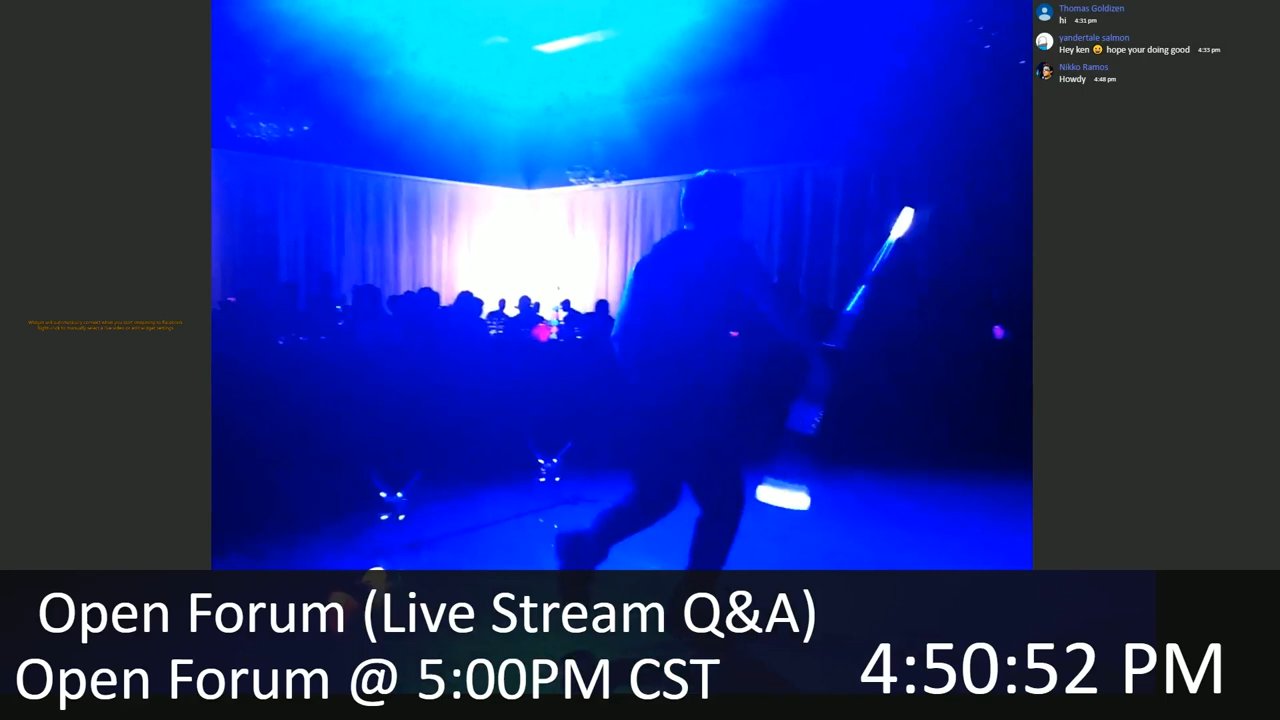 Thomas Goldizen
hi 4:31 pm
yandertale salmon
Hey ken 😛 hope your doing good 4:33 pm
Nikko Ramos
Howdy 4:48 pm
Open Forum (Live Stream Q&A)
Open Forum @ 5:00PM CST
4:50:52 PM